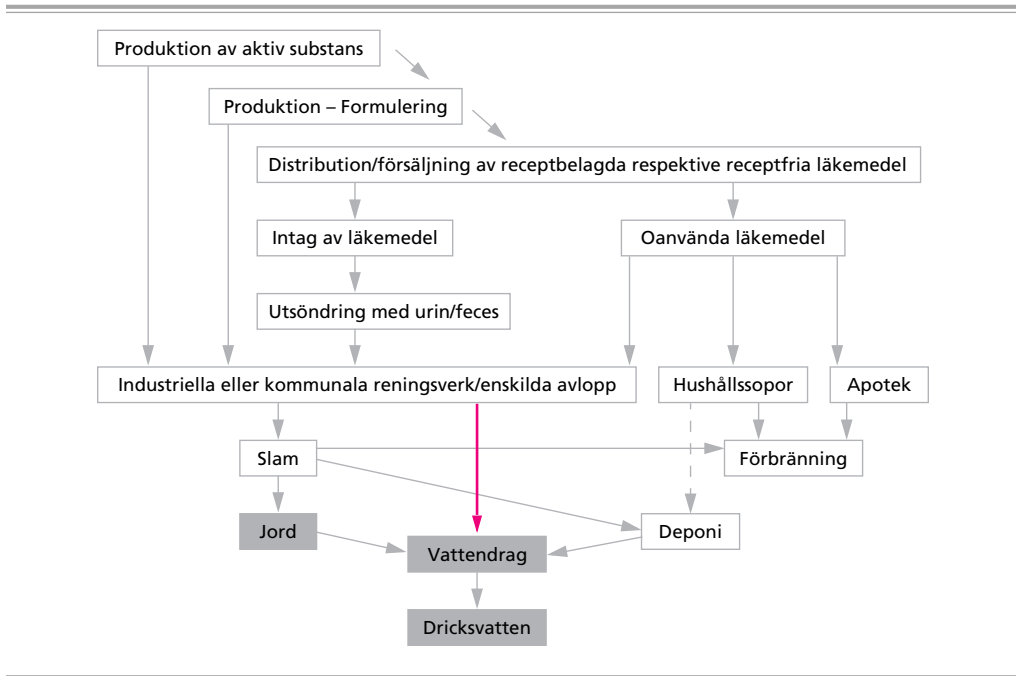 Produktion av aktiv substans
Produktion – Formulering
Distribution/försäljning av receptbelagda respektive receptfria läkemedel
Intag av läkemedel
Oanvända läkemedel
Utsöndring med urin/feces
Industriella eller kommunala reningsverk/enskilda avlopp
Hushållssopor
Apotek
Slam
Förbränning
Jord
Vattendrag
Deponi
Dricksvatten